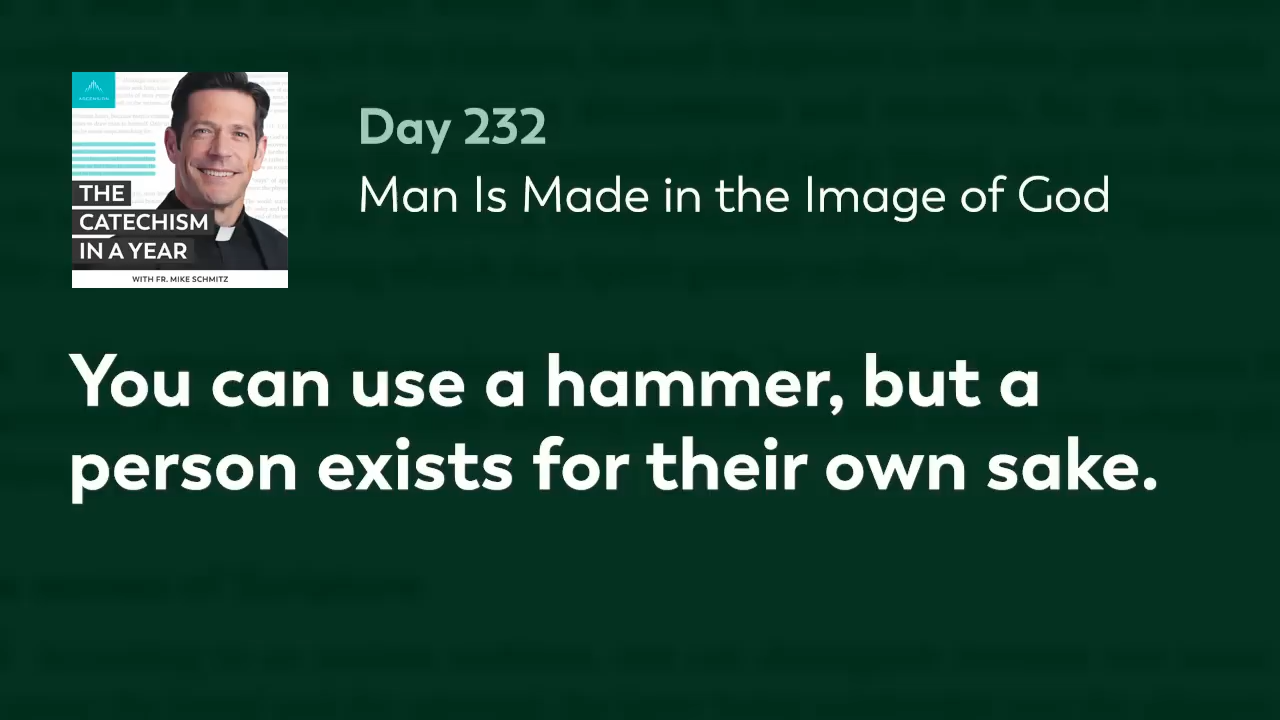 ASCENSION
THE
CATECHISM
IN A YEAR
WITH FR. MIKE SCHMITZ
Day 232
Man Is Made in the Image of God
You can use a hammer, but a
person exists for their own sake.